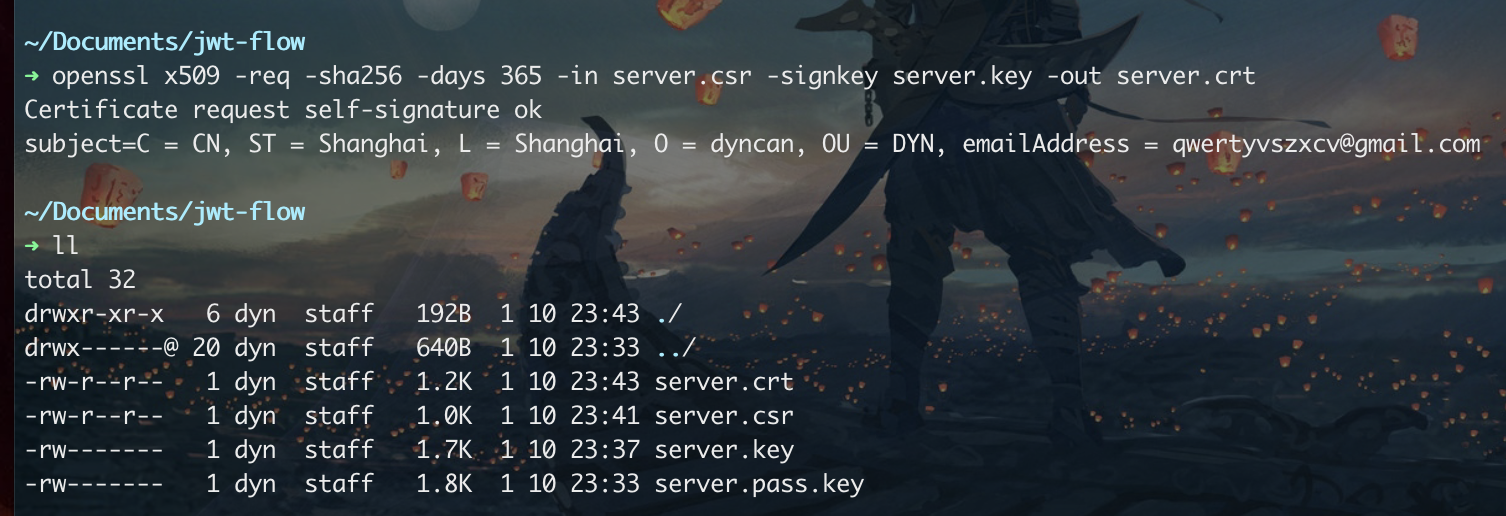 ~/Documents/jwt-flow
➜ openssl x509 -req -sha256 -days 365 -in server.csr -signkey server.key -out server.crt
Certificate request self-signature ok
subject=C = CN, ST = Shanghai, L = Shanghai, O = dyncan, OU = DYN, emailAddress = qwertyvszxcv@gmail.com
~/Documents/jwt-flow
➜ ll
total 32
drwxr-xr-x   6 dyn  staff   192B  1 10 23:43 ./
drwx------@ 20 dyn  staff   640B  1 10 23:33 ../
-rw-r--r--   1 dyn  staff   1.2K  1 10 23:43 server.crt
-rw-r--r--   1 dyn  staff   1.0K  1 10 23:41 server.csr
-rw-------   1 dyn  staff   1.7K  1 10 23:37 server.key
-rw-------   1 dyn  staff   1.8K  1 10 23:33 server.pass.key